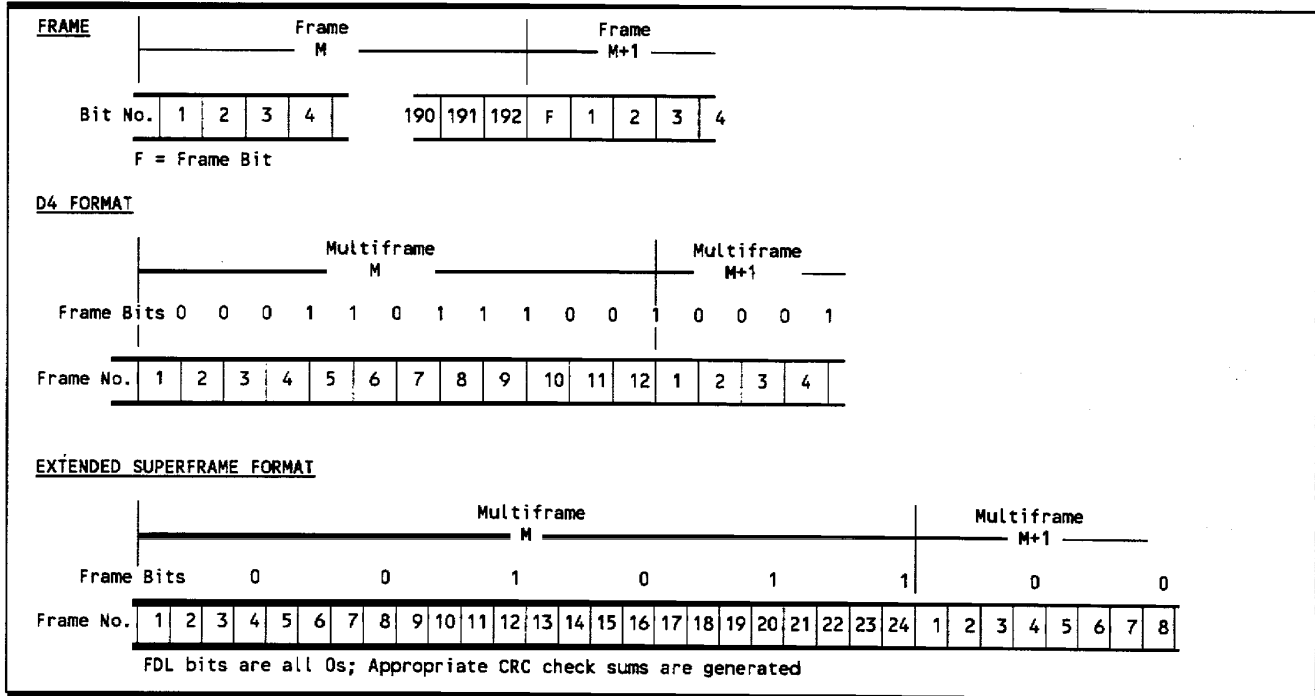 FRAME
Frame Frame
M M+1
Bit No. 1 2 3 4 190 191 192 F 1 2 3 4
F = Frame Bit
D4 FORMAT
Multiframe Multiframe
M M+1
Frame Bits 0 0 0 1 1 0 1 1 1 0 0 1 0 0 0 1
Frame No. 1 2 3 4 5 6 7 8 9 10 11 12 1 2 3 4
EXTENDED SUPERFRAME FORMAT
Multiframe Multiframe
M M+1
Frame Bits 0 0 1 0 1 1 0 0
Frame No. 1 2 3 4 5 6 7 8 9 10 11 12 13 14 15 16 17 18 19 20 21 22 23 24 1 2 3 4 5 6 7 8
FDL bits are all 0s; Appropriate CRC check sums are generated